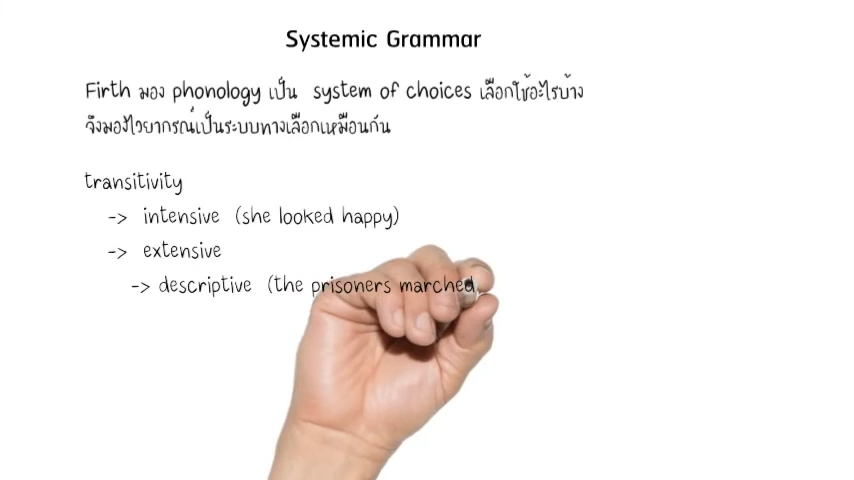 Systemic Grammar
Firth มอง phonology เป็น system of choices เลือกใช้อะไรบ้าง
จึงมองไวยากรณ์เป็นระบบทางเลือกเหมือนกัน
transitivity
-> intensive (she looked happy)
-> extensive
-> descriptive (the prisoners marched